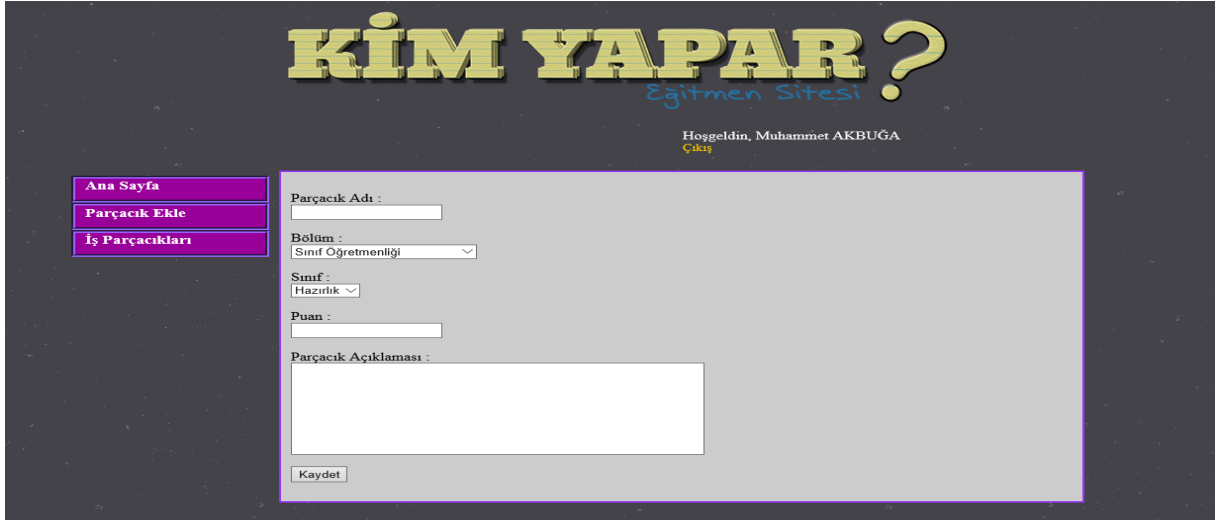 KİM YAPAR?
Eğitmen Sitesi
Hoşgeldin, Muhammet AKBUĞA
Çıkış
Ana Sayfa
Parçacık Ekle
İş Parçacıkları
Parçacık Adı :
Bölüm :
Sınıf Öğretmenliği
Sınıf :
Hazırlık
Puan :
Parçacık Açıklaması :
Kaydet